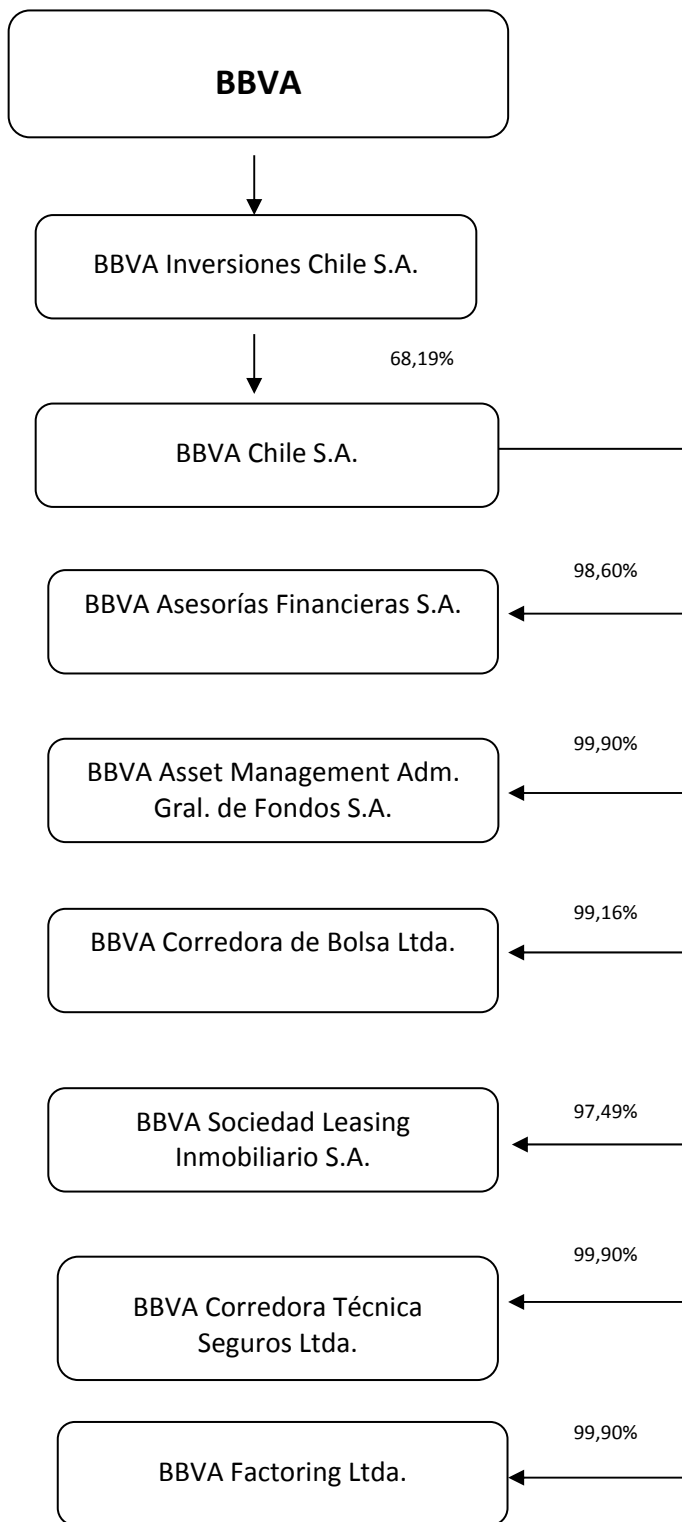 BBVA
BBVA Inversiones Chile S.A.
68,19%
BBVA Chile S.A.
98,60%
BBVA Asesorías Financieras S.A.
99,90%
BBVA Asset Management Adm.
Gral. de Fondos S.A.
99,16%
BBVA Corredora de Bolsa Ltda.
97,49%
BBVA Sociedad Leasing
Inmobiliario S.A.
99,90%
BBVA Corredora Técnica
Seguros Ltda.
99,90%
BBVA Factoring Ltda.